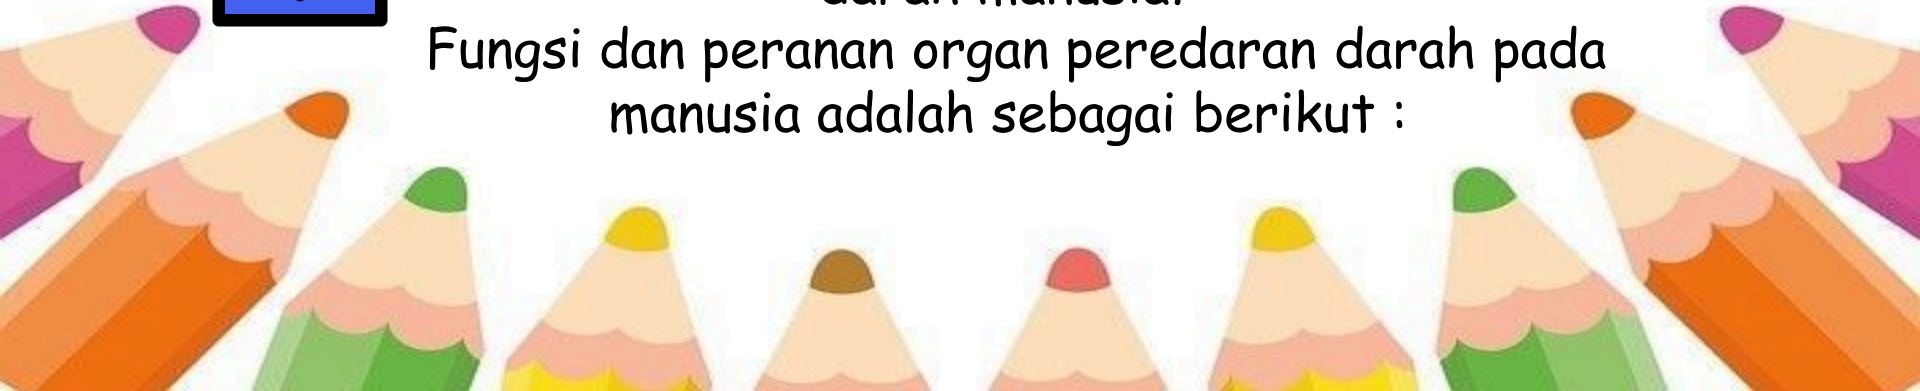 Fungsi dan peranan organ peredaran darah pada
manusia adalah sebagai berikut :